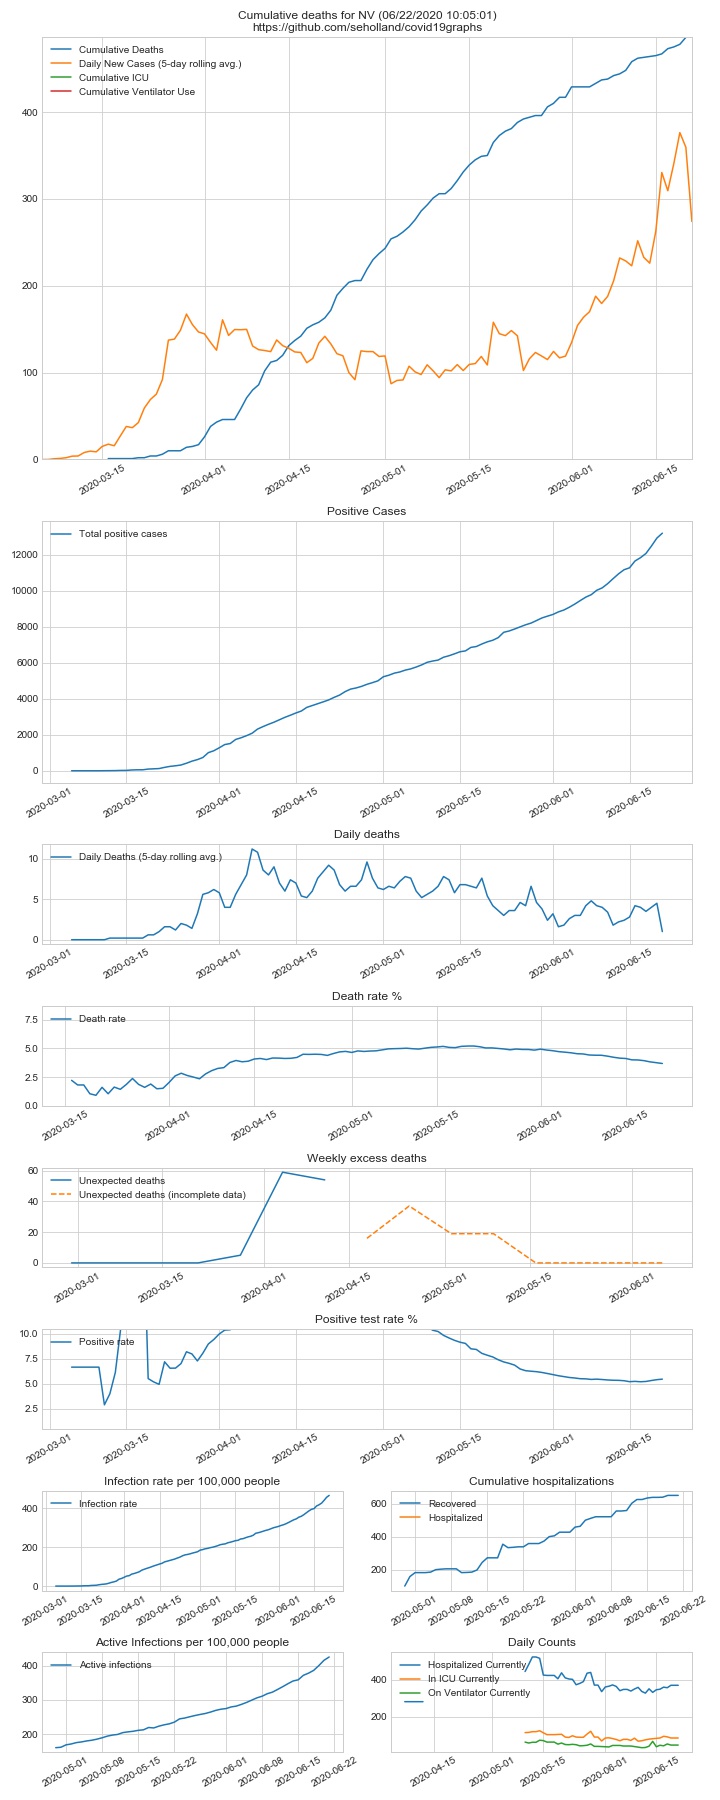 Cumulative deaths for NV (06/22/2020 10:05:01)
https://github.com/seholland/covid19graphs
Cumulative Deaths
Daily New Cases (5-day rolling avg.)
Cumulative ICU
Cumulative Ventilator Use
400
300
200
100
0
2020-03-15 2020-04-01 2020-04-15 2020-05-01 2020-05-15 2020-06-01 2020-06-15
Positive Cases
Total positive cases
12000
10000
8000
6000
4000
2000
0
2020-03-01 2020-03-15 2020-04-01 2020-04-15 2020-05-01 2020-05-15 2020-06-01 2020-06-15
Daily deaths
Daily Deaths (5-day rolling avg.)
10
5
0
2020-03-01 2020-03-15 2020-04-01 2020-04-15 2020-05-01 2020-05-15 2020-06-01 2020-06-15
Death rate %
Death rate
7.5
5.0
2.5
0.0
2020-03-15 2020-04-01 2020-04-15 2020-05-01 2020-05-15 2020-06-01 2020-06-15
Weekly excess deaths
Unexpected deaths
Unexpected deaths (incomplete data)
60
40
20
0
2020-03-01 2020-03-15 2020-04-01 2020-04-15 2020-05-01 2020-05-15 2020-06-01
Positive test rate %
Positive rate
10.0
7.5
5.0
2.5
2020-03-01 2020-03-15 2020-04-01 2020-04-15 2020-05-01 2020-05-15 2020-06-01 2020-06-15
Infection rate per 100,000 people
Infection rate
400
200
0
2020-03-01 2020-03-15 2020-04-01 2020-04-15 2020-05-01 2020-05-15 2020-06-01 2020-06-15
Cumulative hospitalizations
Recovered
Hospitalized
600
400
200
2020-05-01 2020-05-08 2020-05-15 2020-05-22 2020-06-01 2020-06-08 2020-06-15 2020-06-22
Active Infections per 100,000 people
Active infections
400
300
200
2020-05-01 2020-05-08 2020-05-15 2020-05-22 2020-06-01 2020-06-08 2020-06-15 2020-06-22
Daily Counts
Hospitalized Currently
In ICU Currently
On Ventilator Currently
400
200
2020-04-15 2020-05-01 2020-05-15 2020-06-01 2020-06-15